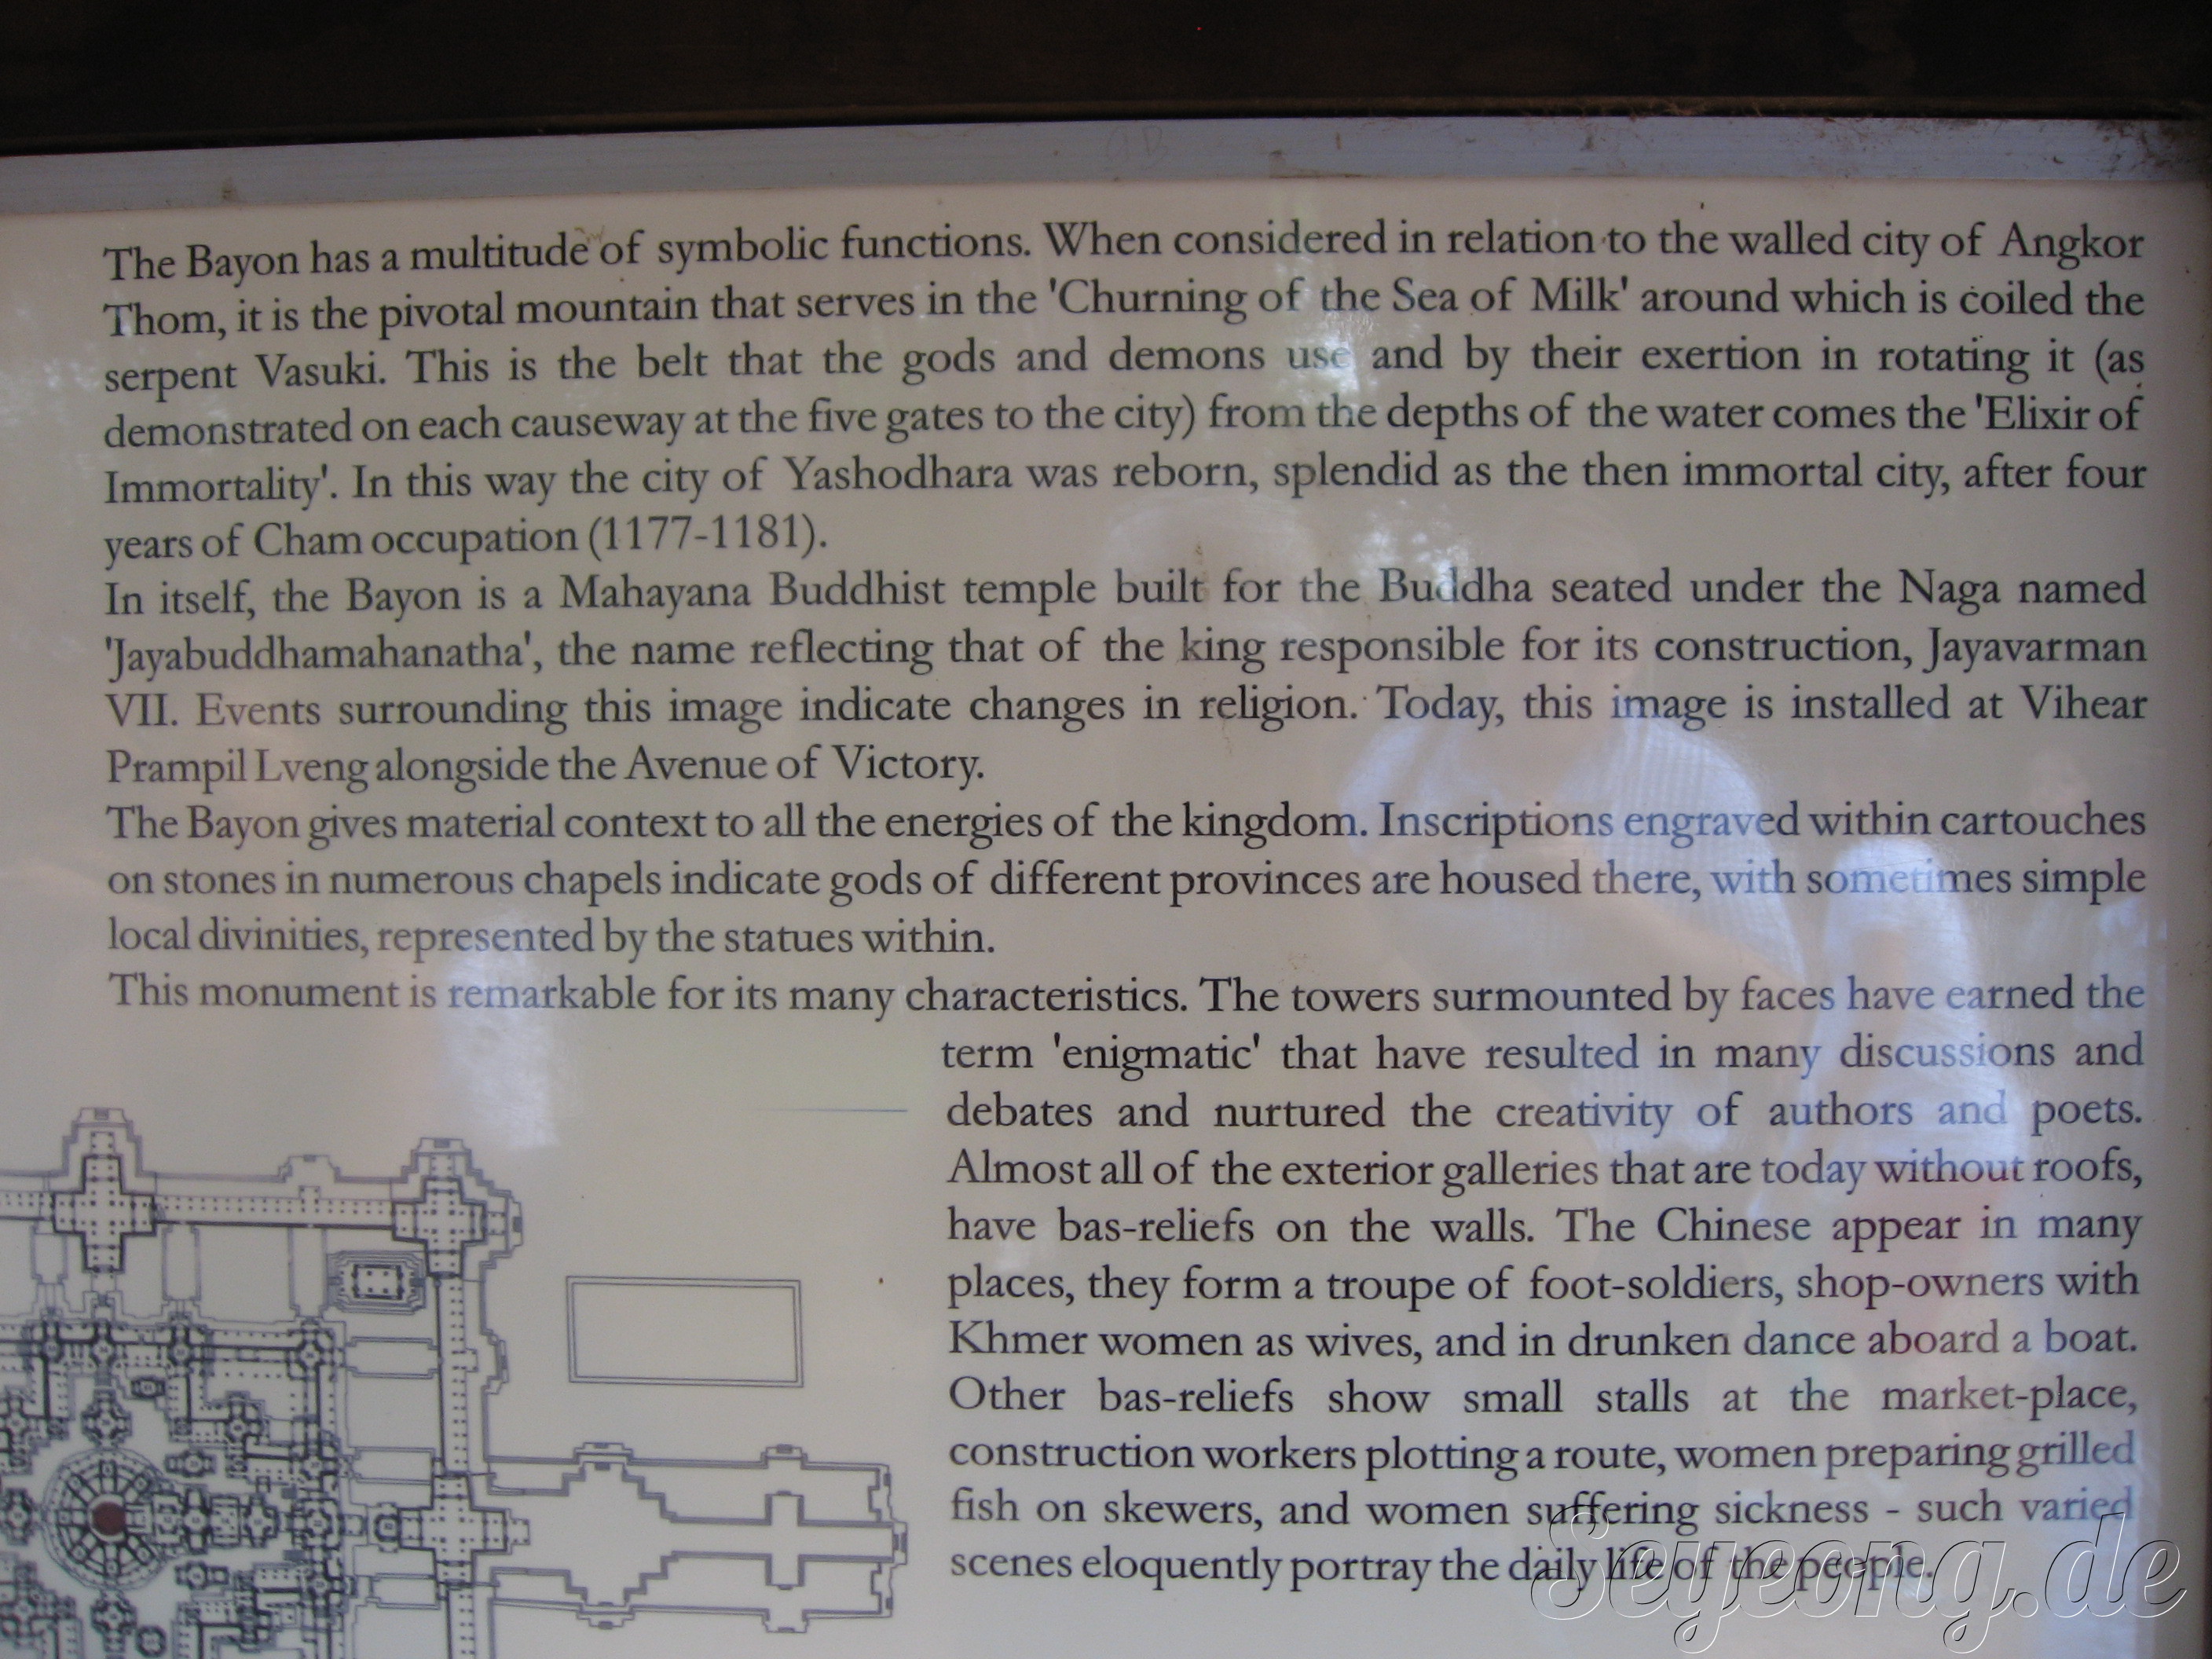 The Bayon has a multitude of symbolic functions. When considered in relation to the walled city of Angkor
Thom, it is the pivotal mountain that serves in the 'Churning of the Sea of Milk' around which is coiled the
serpent Vasuki. This is the belt that the gods and demons use and by their exertion in rotating it (as
demonstrated on each causeway at the five gates to the city) from the depths of the water comes the 'Elixir of
Immortality'. In this way the city of Yashodhara was reborn, splendid as the then immortal city, after four
years of Cham occupation (1177-1181).
In itself, the Bayon is a Mahayana Buddhist temple built for the Buddha seated under the Naga named
'Jayabuddhamahanatha', the name reflecting that of the king responsible for its construction, Jayavarman
VII. Events surrounding this image indicate changes in religion. Today, this image is installed at Vihear
Prampil Lveng alongside the Avenue of Victory.
The Bayon gives material context to all the energies of the kingdom. Inscriptions engraved within cartouches
on stones in numerous chapels indicate gods of different provinces are housed there, with sometimes simple
local divinities, represented by the statues within.
This monument is remarkable for its many characteristics. The towers surmounted by faces have earned the
term 'enigmatic' that have resulted in many discussions and
debates and nurtured the creativity of authors and poets.
Almost all of the exterior galleries that are today without roofs,
have bas-reliefs on the walls. The Chinese appear in many
places, they form a troupe of foot-soldiers, shop-owners with
Khmer women as wives, and in drunken dance aboard a boat.
Other bas-reliefs show small stalls at the market-place,
construction workers plotting a route, women preparing grilled
fish on skewers, and women suffering sickness - such varied
scenes eloquently portray the daily life of the people.
Seyeong.de